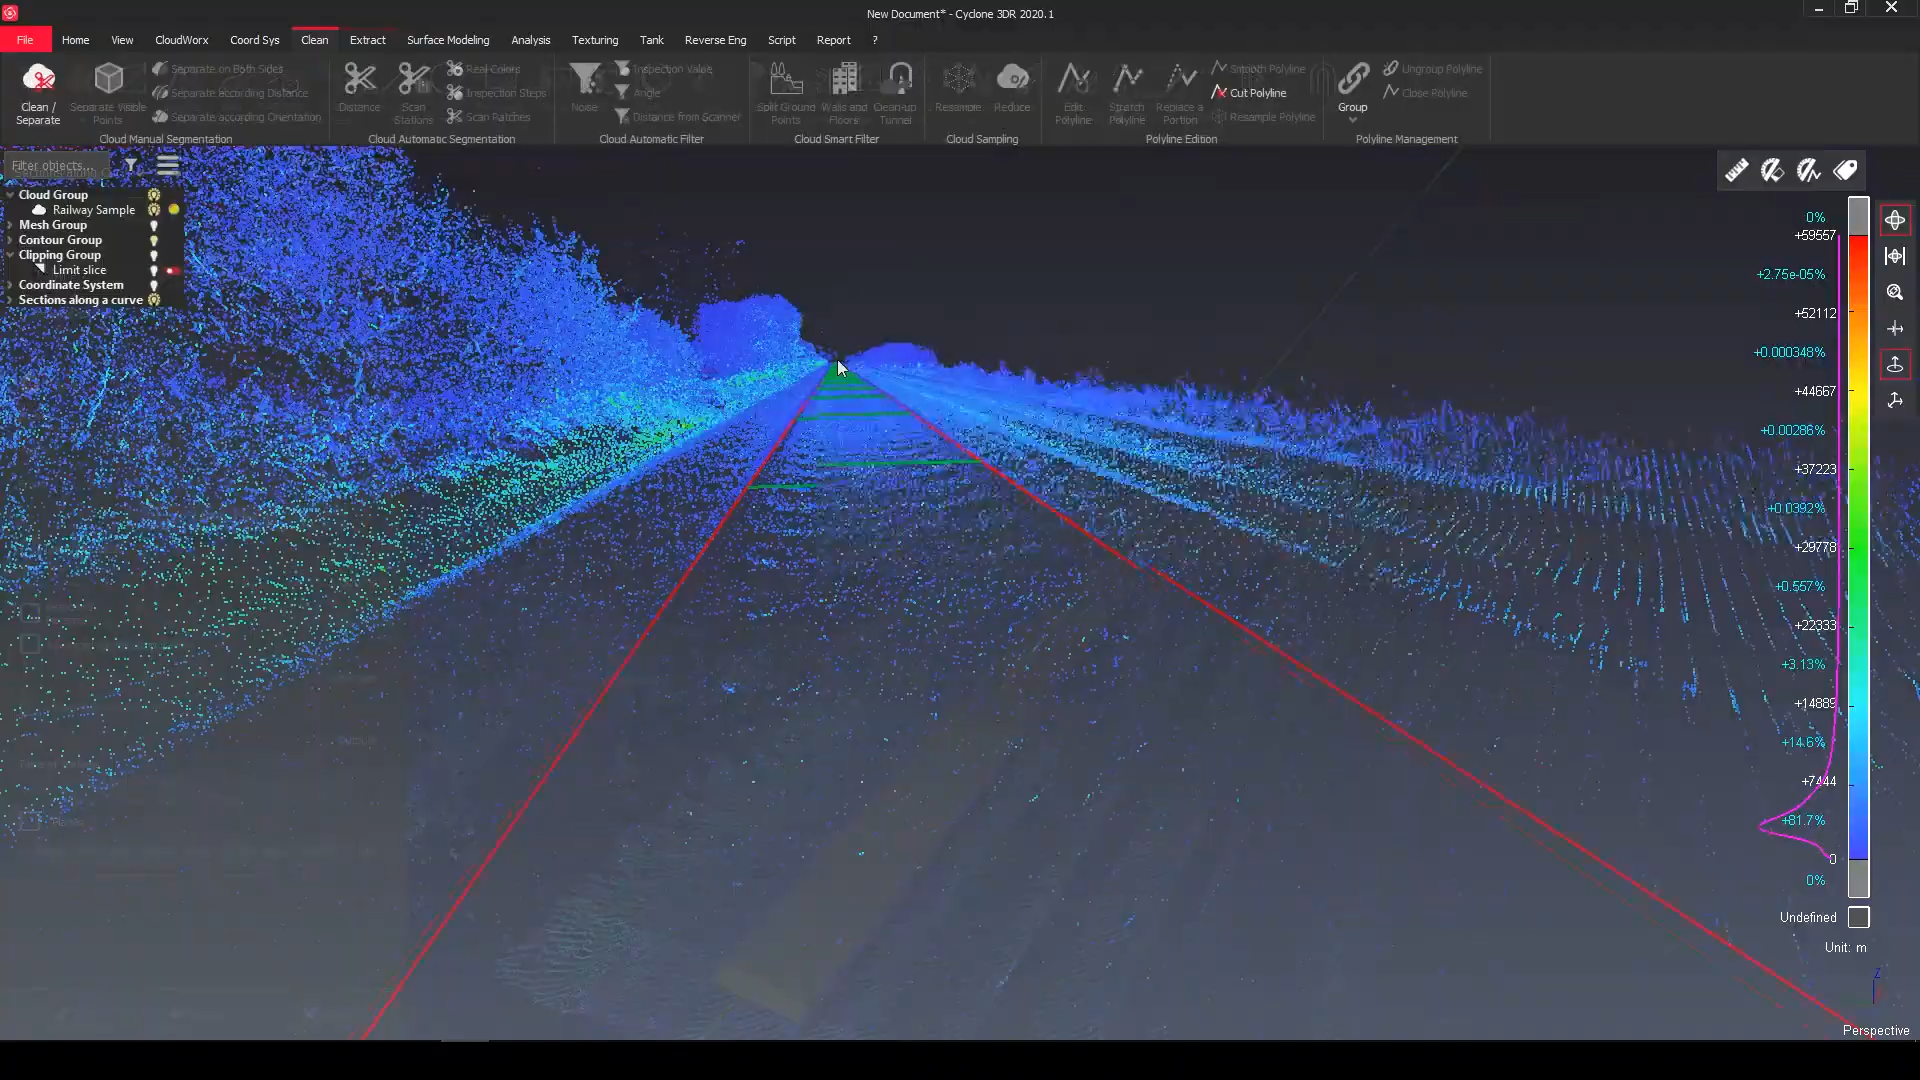 New Document* - Cyclone 3DR 2020.1
File Home View CloudWorx Coord Sys Clean Extract Surface Modeling Analysis Texturing Tank Reverse Eng Script Report ?
Clean / Separate
Separate Visible Points
Separate on Both Sides
Separate according Distance
Separate according Orientation
Cloud Manual Segmentation
Distance
Scan Stations
Real Colors
Inspection Steps
Scan Patches
Cloud Automatic Segmentation
Noise
Inspection Value
Angle
Distance from Scanner
Cloud Automatic Filter
Split Ground Points
Walls and Floors
Clean-up Tunnel
Cloud Smart Filter
Resample
Reduce
Cloud Sampling
Edit Polyline
Stretch Polyline
Replace a Portion
Smooth Polyline
Cut Polyline
Resample Polyline
Polyline Edition
Group
Ungroup Polyline
Close Polyline
Polyline Management
Filter objects...
Cloud Group
Railway Sample
Mesh Group
Contour Group
Clipping Group
Limit slice
Coordinate System
Sections along a curve
0%
+59557
+2.75e-05%
+52112
+0.000348%
+44667
+0.00286%
+37223
+0.0392%
+29778
+0.557%
+22333
+3.13%
+14889
+14.6%
+7444
+81.7%
0
0%
Undefined
Unit: m
Z
Perspective